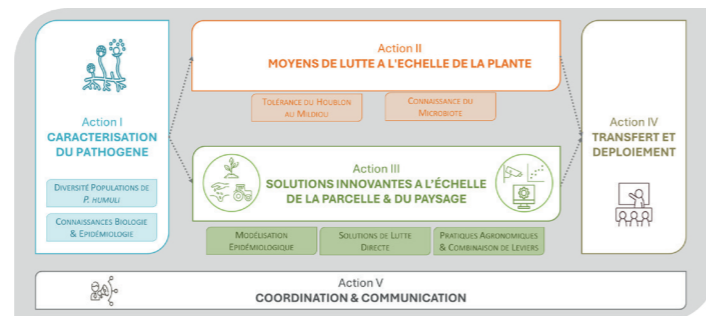 Action I
CARACTERISATION
DU PATHOGENE
DIVERSITÉ POPULATIONS DE
P. HUMULI
CONNAISSANCES BIOLOGIE
& EPIDÉMIOLOGIE
Action II
MOYENS DE LUTTE A L'ECHELLE DE LA PLANTE
TOLÉRANCE DU HOUBLON
AU MILDIOU
CONNAISSANCE DU
MICROBIOTE
Action III
SOLUTIONS INNOVANTES A L'ÉCHELLE
DE LA PARCELLE & DU PAYSAGE
MODÉLISATION
EPIDÉMIOLOGIQUE
SOLUTIONS DE LUTTE
DIRECTE
PRATIQUES AGRONOMIQUES
& COMBINAISON DE LEVIERS
Action IV
TRANSFERT ET
DEPLOIEMENT
Action V
COORDINATION & COMMUNICATION